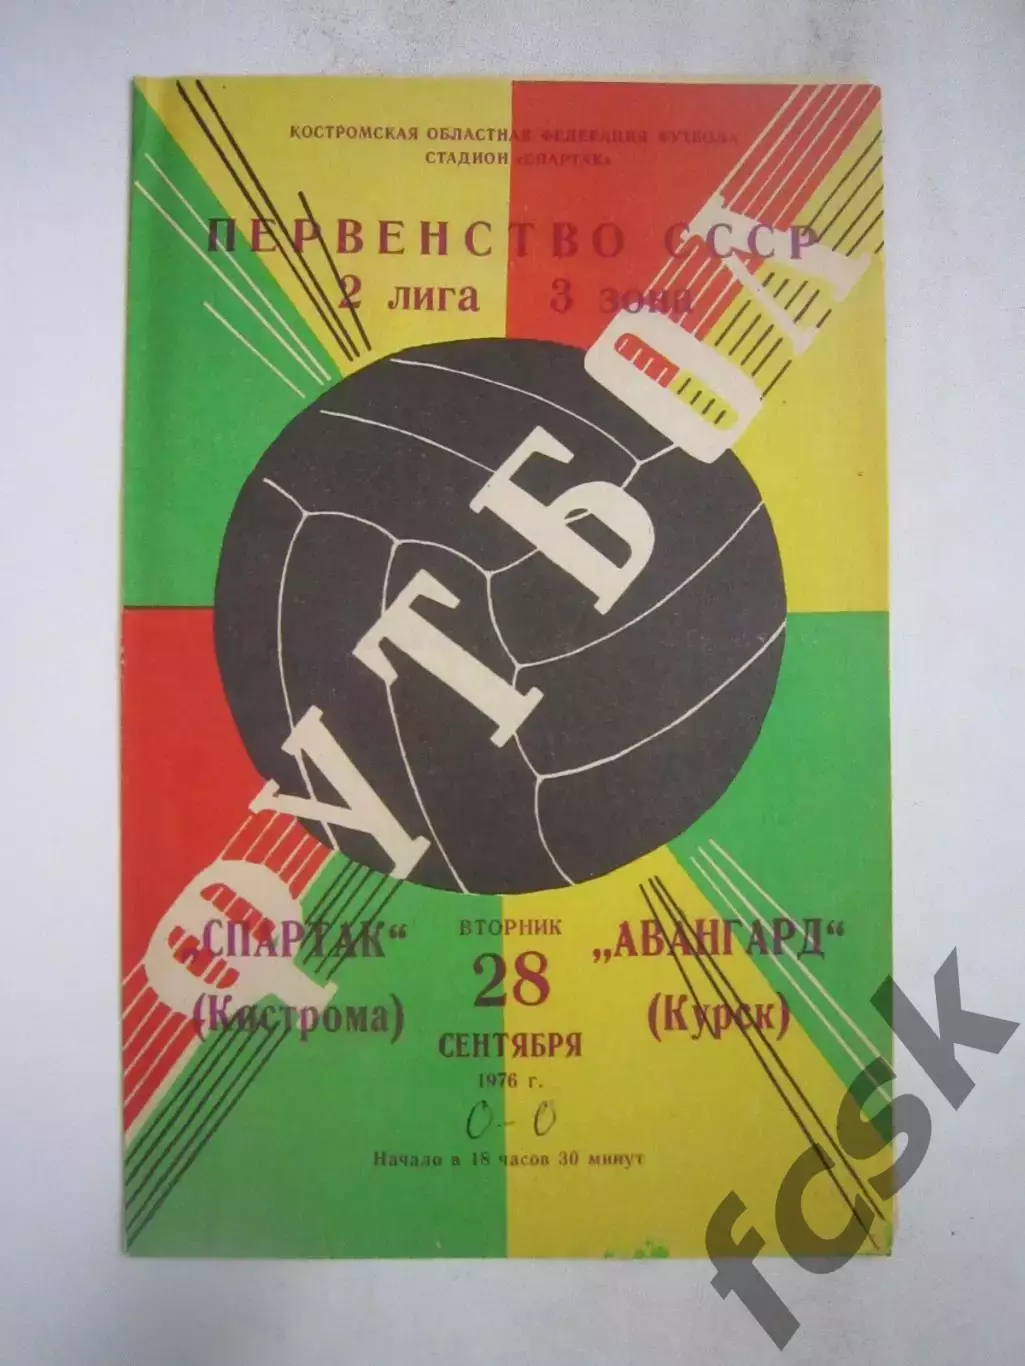 КОСТРОМСКАЯ ОБЛАСТНАЯ ФЕДЕРАЦИЯ ФУТБОЛА
СТАДИОН «СПАРТАК»
ПЕРВЕНСТВО СССР
2 лига 3 зона
ФУТБОЛ
„СПАРТАК“ (Кострома)
ВТОРНИК
28
СЕНТЯБРЯ
1976 г.
„АВАНГАРД“ (Курск)
0-0
Начало в 18 часов 30 минут
fcsk